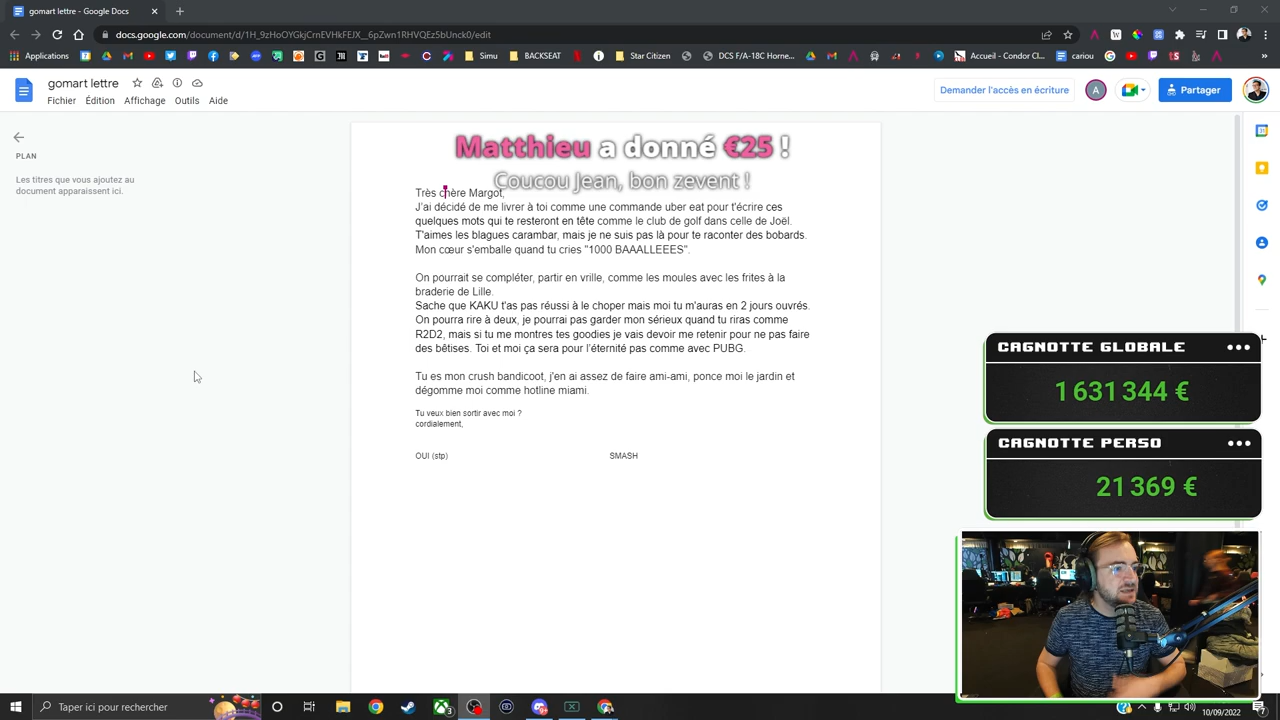 gomart lettre - Google Docs
docs.google.com/document/d/1H_9zHoOYGkjCrnEVHkFEJX__6pZwn1RHVQEz5bUnck0/edit
Applications
Simu
BACKSEAT
Star Citizen
DCS F/A-18C Horne...
Accueil - Condor Cl...
cariou
gomart lettre
Fichier Édition Affichage Outils Aide
Demander l'accès en écriture
A
Partager
PLAN
Les titres que vous ajoutez au
document apparaissent ici.
Matthieu a donné €25 !
Coucou Jean, bon zevent !
Très chère Margot,
J'ai décidé de me livrer à toi comme une commande uber eat pour t'écrire ces
quelques mots qui te resteront en tête comme le club de golf dans celle de Joël.
T'aimes les blagues carambar, mais je ne suis pas là pour te raconter des bobards.
Mon cœur s'emballe quand tu cries "1000 BAAALLEEES".
On pourrait se compléter, partir en vrille, comme les moules avec les frites à la
braderie de Lille.
Sache que KAKU t'as pas réussi à le choper mais moi tu m'auras en 2 jours ouvrés.
On pourra rire à deux, je pourrai pas garder mon sérieux quand tu riras comme
R2D2, mais si tu me montres tes goodies je vais devoir me retenir pour ne pas faire
des bêtises. Toi et moi ça sera pour l'éternité pas comme avec PUBG.
Tu es mon crush bandicoot, j'en ai assez de faire ami-ami, ponce moi le jardin et
dégomme moi comme hotline miami.
Tu veux bien sortir avec moi ?
cordialement,
OUI (stp) SMASH
CAGNOTTE GLOBALE
1 631 344 €
CAGNOTTE PERSO
21 369 €
Taper ici pour rechercher
10/09/2022